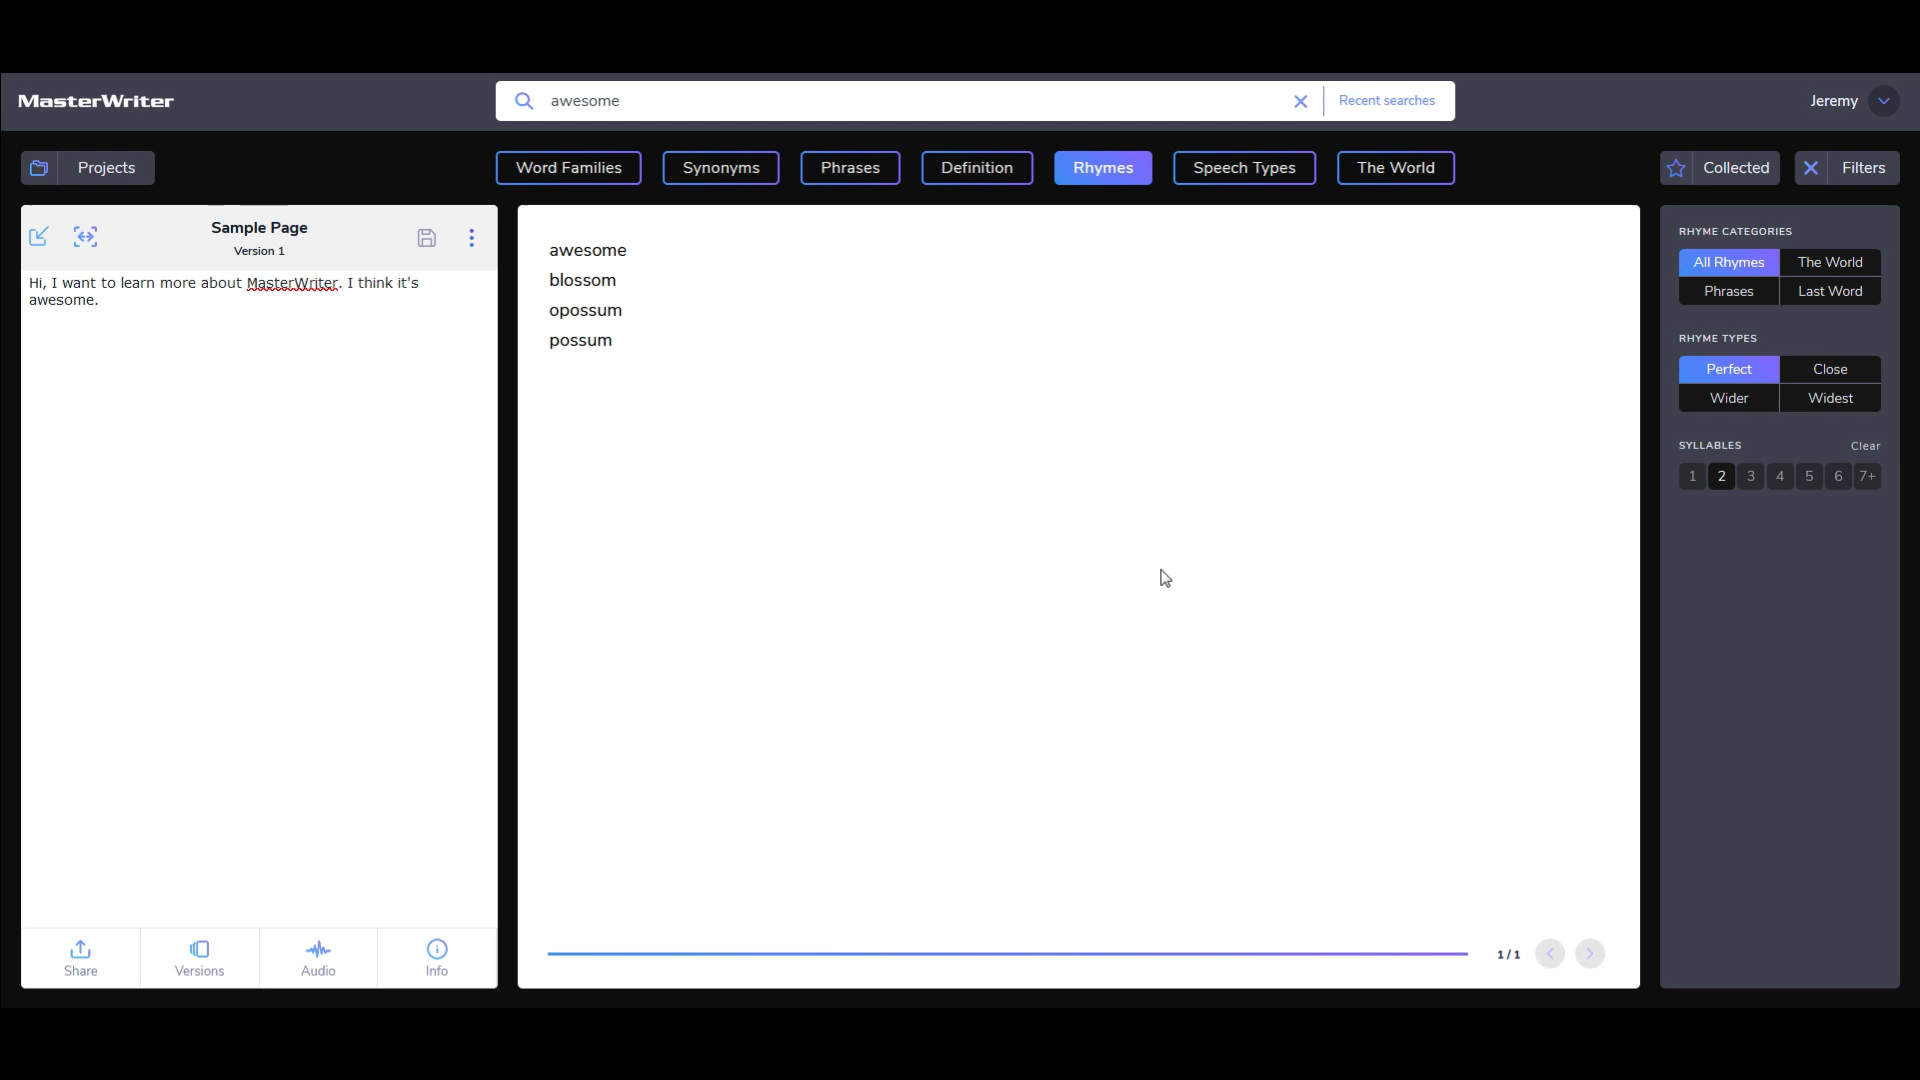 MasterWriter
awesome
Recent searches
Jeremy
Projects
Word Families
Synonyms
Phrases
Definition
Rhymes
Speech Types
The World
Collected
Filters
Sample Page
Version 1
Hi, I want to learn more about MasterWriter. I think it's
awesome.
Share
Versions
Audio
Info
awesome
blossom
opossum
possum
1 / 1
RHYME CATEGORIES
All Rhymes
The World
Phrases
Last Word
RHYME TYPES
Perfect
Close
Wider
Widest
SYLLABLES
Clear
1 2 3 4 5 6 7+